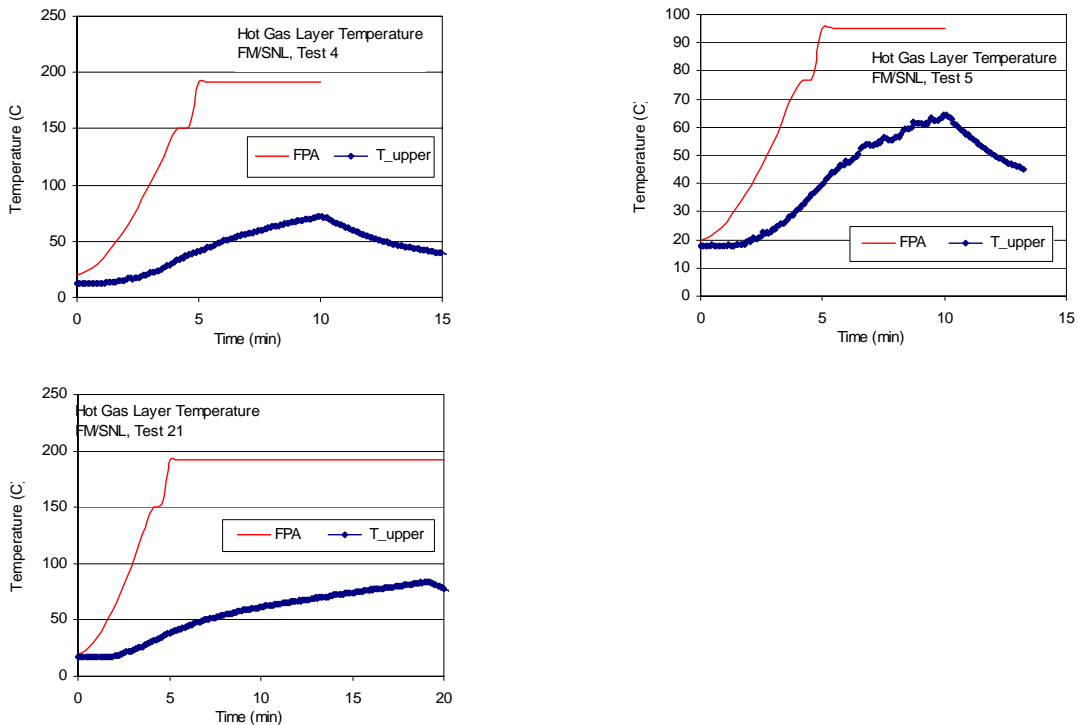 250
200
150
100
50
0
Temperature (C)
Hot Gas Layer Temperature
FM/SNL, Test 4
FPA T_upper
0 5 10 15
Time (min)
100
90
80
70
60
50
40
30
20
10
0
Temperature (C)
Hot Gas Layer Temperature
FM/SNL, Test 5
FPA T_upper
0 5 10 15
Time (min)
250
200
150
100
50
0
Temperature (C)
Hot Gas Layer Temperature
FM/SNL, Test 21
FPA T_upper
0 5 10 15 20
Time (min)